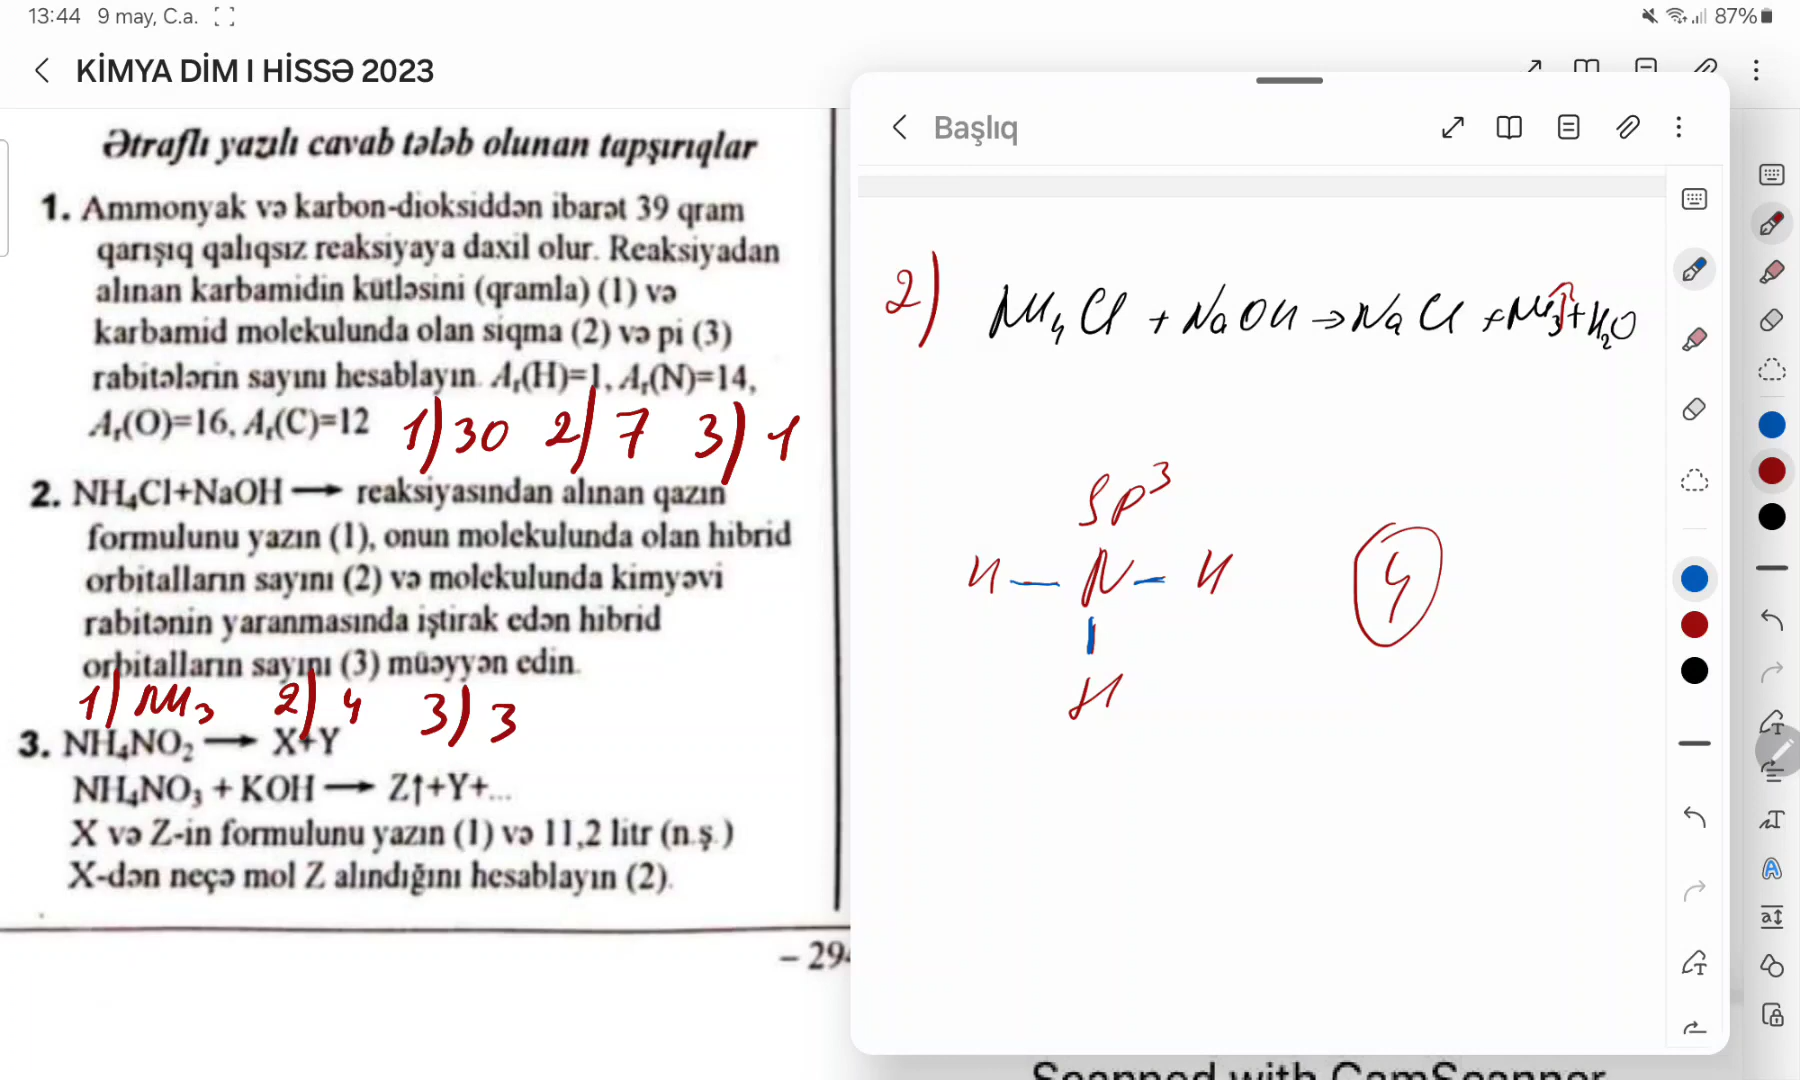 13:44 9 may, C.a. 87%
KİMYA DİM I HİSSƏ 2023
Ətraflı yazılı cavab tələb olunan tapşırıqlar
1. Ammonyak və karbon-dioksiddən ibarət 39 qram
qarışıq qalıqsız reaksiyaya daxil olur. Reaksiyadan
alınan karbamidin kütləsini (qramla) (1) və
karbamid molekulunda olan siqma (2) və pi (3)
rabitələrin sayını hesablayın. Aᵣ(H)=1, Aᵣ(N)=14,
Aᵣ(O)=16, Aᵣ(C)=12 1) 30 2) 7 3) 1
2. NH₄Cl+NaOH ⟶ reaksiyasından alınan qazın
formulunu yazın (1), onun molekulunda olan hibrid
orbitalların sayını (2) və molekulunda kimyəvi
rabitənin yaranmasında iştirak edən hibrid
orbitalların sayını (3) müəyyən edin.
1) NH₃ 2) 4 3) 3
3. NH₄NO₂ ⟶ X+Y
NH₄NO₃ + KOH ⟶ Z↑+Y+...
X və Z-in formulunu yazın (1) və 11,2 litr (n.ş.)
X-dən neçə mol Z alındığını hesablayın (2).
– 29
Başlıq
2) NH₄Cl + NaOH → NaCl + NH₃↑ + H₂O
Sp³
H – N – H 4
H
Scanned with CamScanner